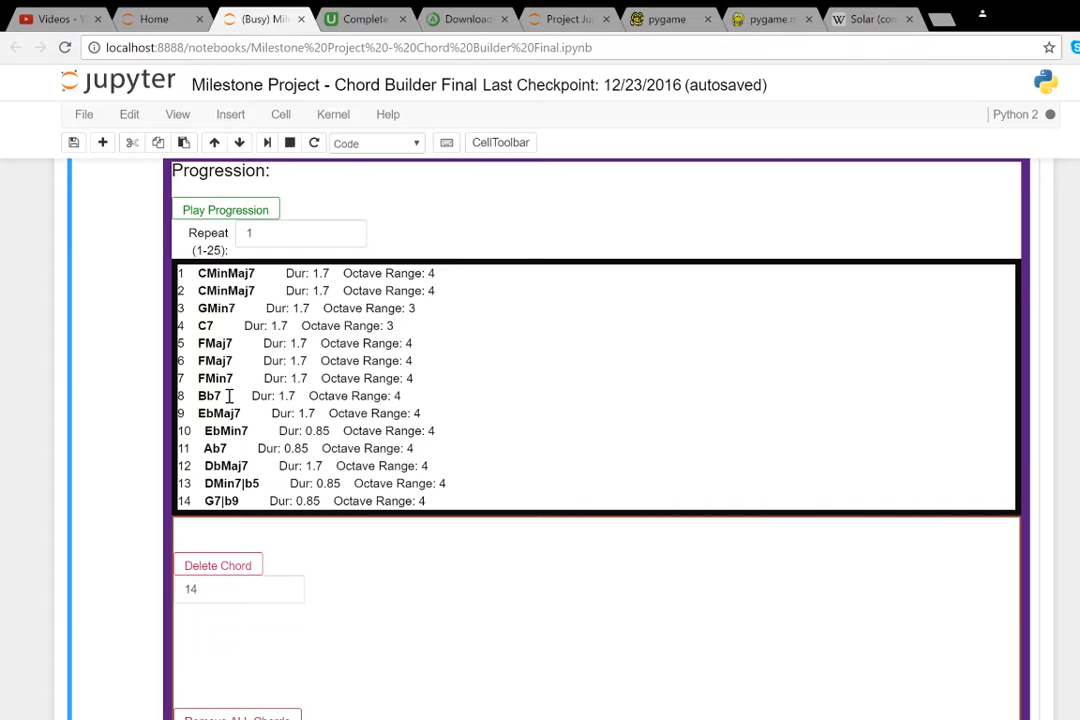 Videos - Y
Home
(Busy) Mile
Complete
Download
Project Jup
pygame
pygame.m
Solar (con
localhost:8888/notebooks/Milestone%20Project%20-%20Chord%20Builder%20Final.ipynb
jupyter Milestone Project - Chord Builder Final Last Checkpoint: 12/23/2016 (autosaved)
File Edit View Insert Cell Kernel Help Python 2
Code CellToolbar
Progression:
Play Progression
Repeat 1
(1-25):
1 CMinMaj7 Dur: 1.7 Octave Range: 4
2 CMinMaj7 Dur: 1.7 Octave Range: 4
3 GMin7 Dur: 1.7 Octave Range: 3
4 C7 Dur: 1.7 Octave Range: 3
5 FMaj7 Dur: 1.7 Octave Range: 4
6 FMaj7 Dur: 1.7 Octave Range: 4
7 FMin7 Dur: 1.7 Octave Range: 4
8 Bb7 Dur: 1.7 Octave Range: 4
9 EbMaj7 Dur: 1.7 Octave Range: 4
10 EbMin7 Dur: 0.85 Octave Range: 4
11 Ab7 Dur: 0.85 Octave Range: 4
12 DbMaj7 Dur: 1.7 Octave Range: 4
13 DMin7|b5 Dur: 0.85 Octave Range: 4
14 G7|b9 Dur: 0.85 Octave Range: 4
Delete Chord
14
Remove ALL Chords